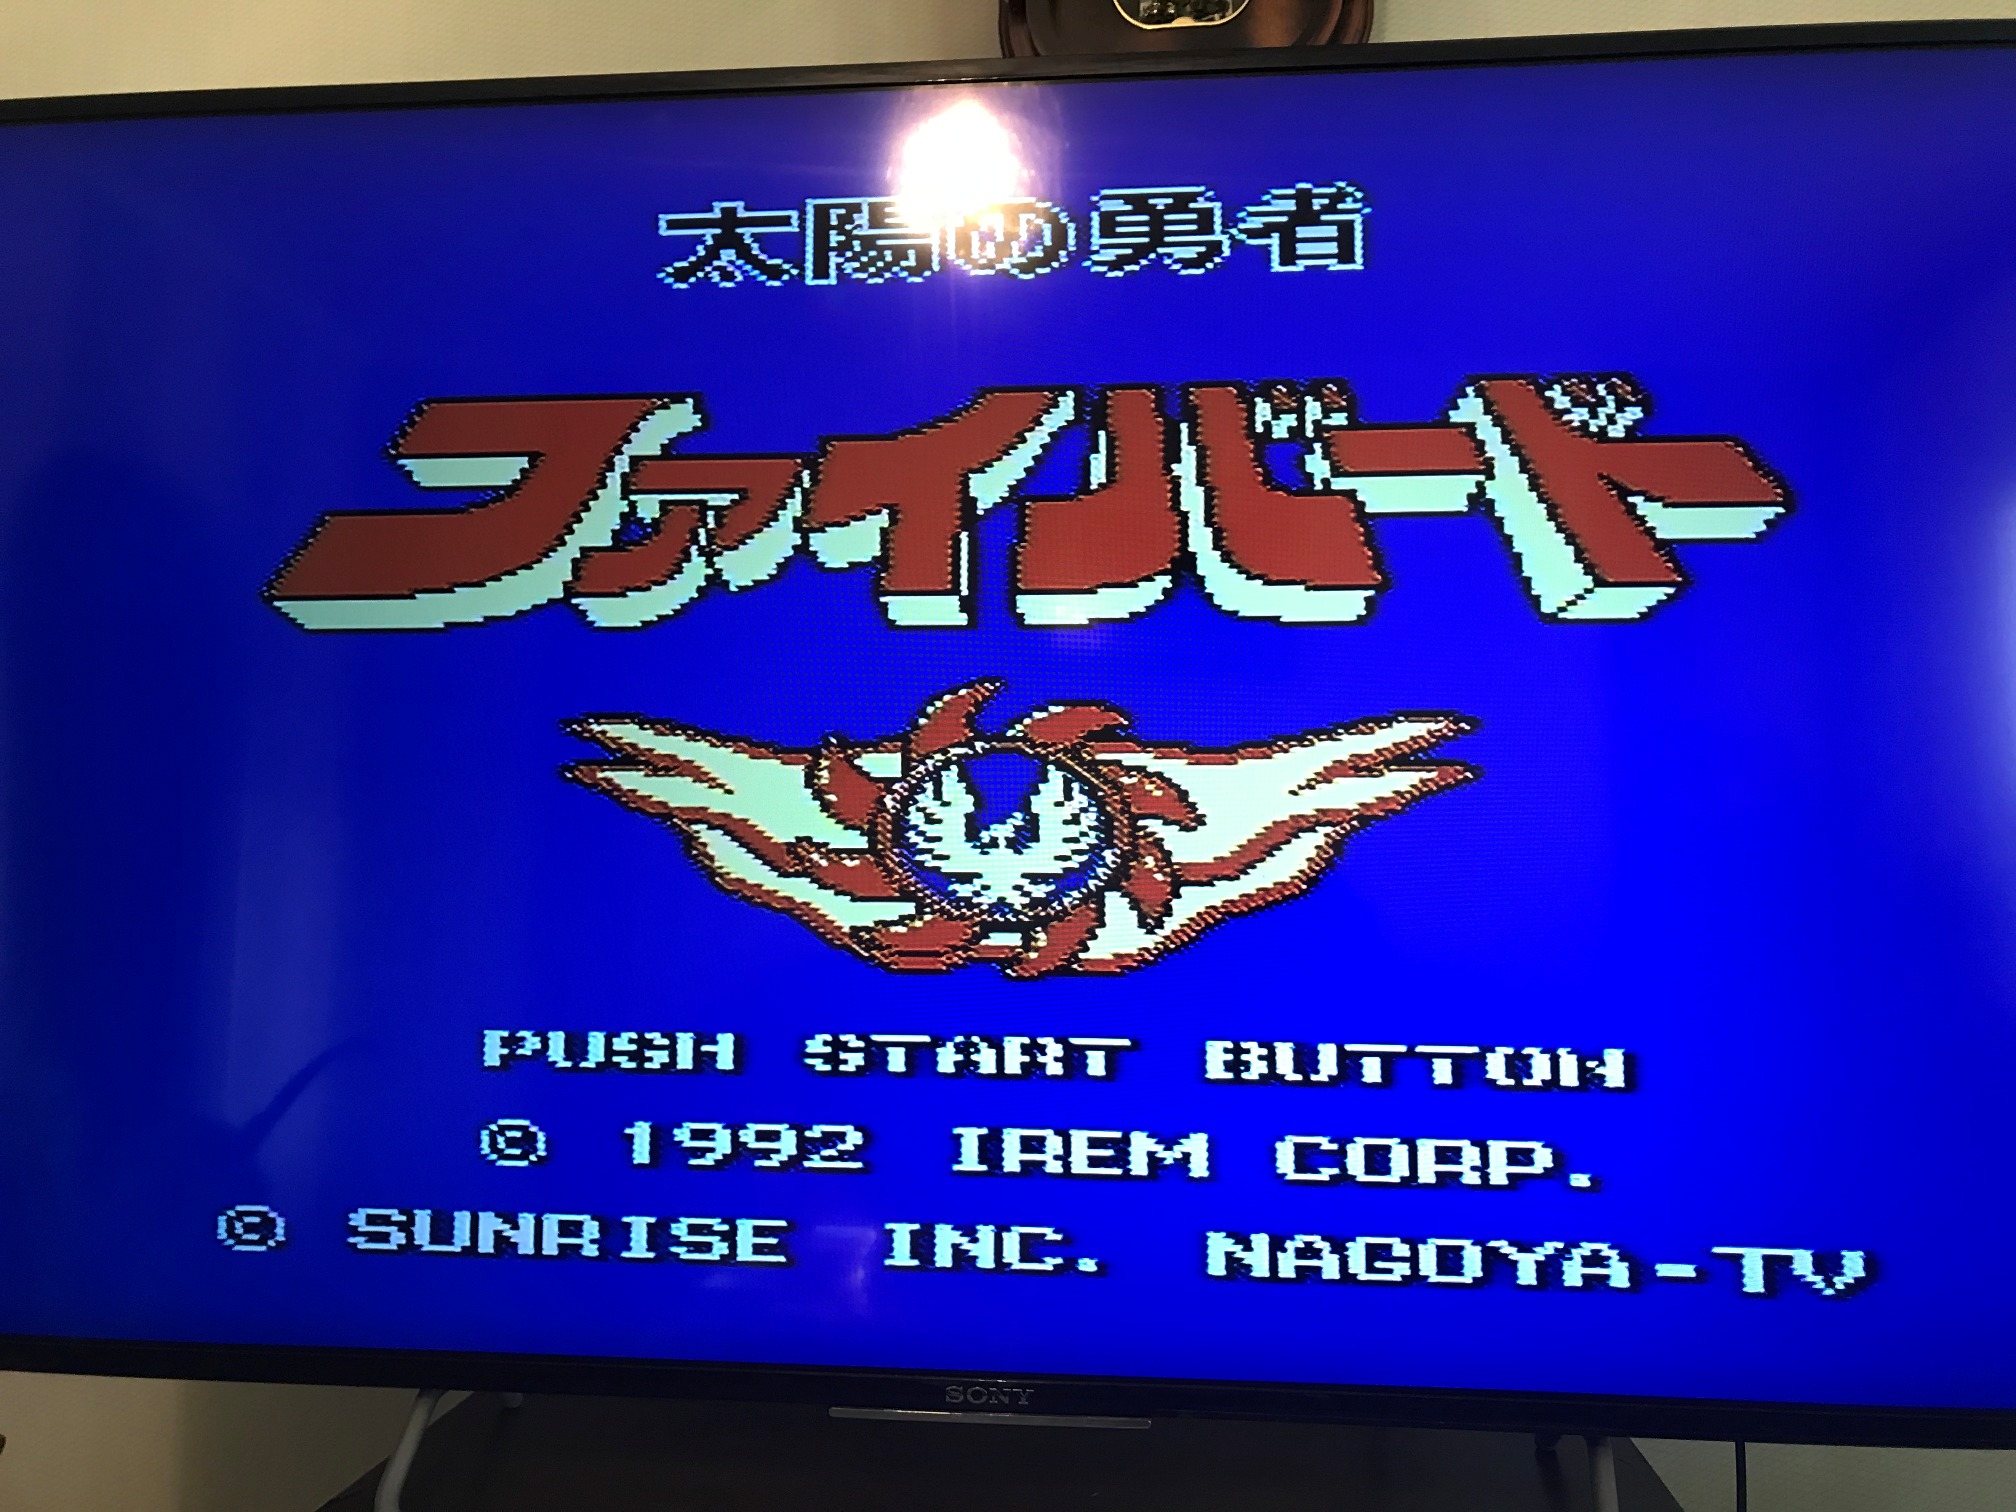 太陽の勇者
ファイバード
PUSH START BUTTON
© 1992 IREM CORP.
© SUNRISE INC. NAGOYA-TV
SONY